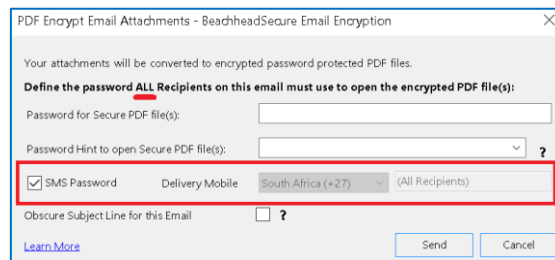 PDF Encrypt Email Attachments - BeachheadSecure Email Encryption
Your attachments will be converted to encrypted password protected PDF files.
Define the password ALL Recipients on this email must use to open the encrypted PDF file(s):
Password for Secure PDF file(s):
Password Hint to open Secure PDF file(s): ?
SMS Password Delivery Mobile South Africa (+27) (All Recipients)
Obscure Subject Line for this Email ?
Learn More Send Cancel